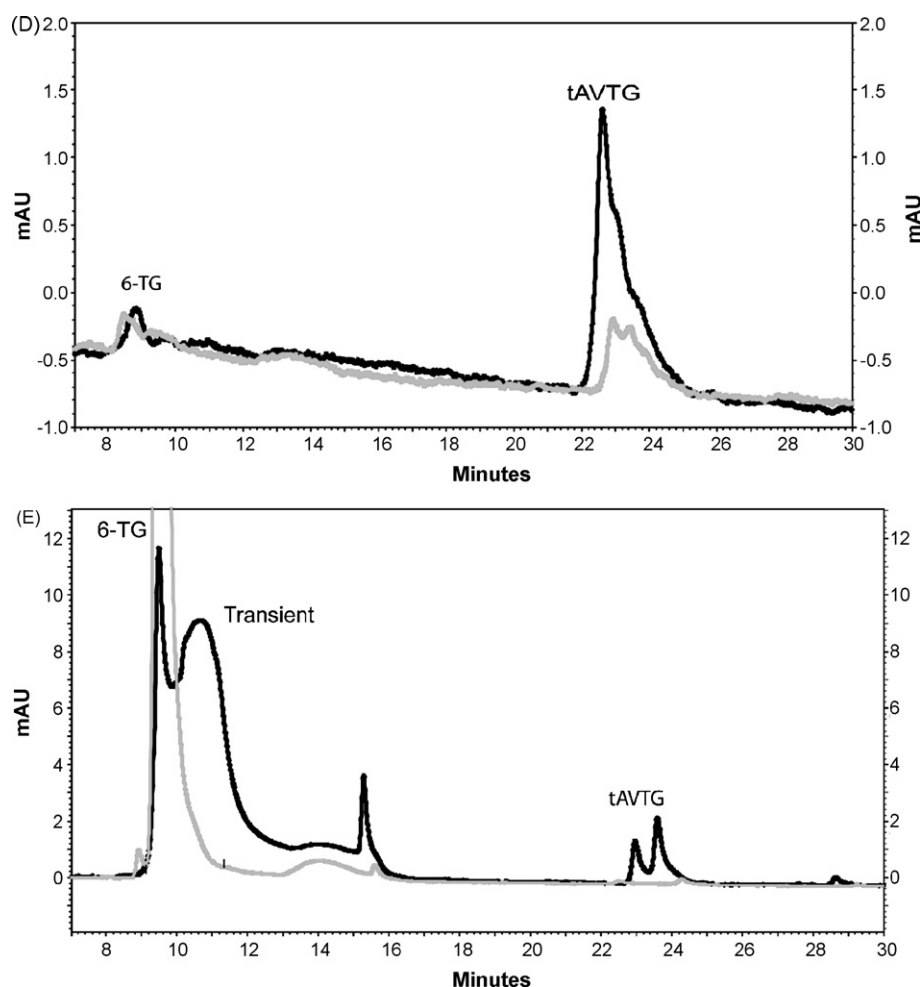 (D)
2.0 2.0
tAVTG
1.5 1.5
1.0 1.0
mAU mAU
0.5 0.5
6-TG
0.0 0.0
-0.5 -0.5
-1.0 -1.0
8 10 12 14 16 18 20 22 24 26 28 30
Minutes
(E)
6-TG
12 12
10 10
Transient
8 8
mAU mAU
6 6
4 4
tAVTG
2 2
0 0
8 10 12 14 16 18 20 22 24 26 28 30
Minutes